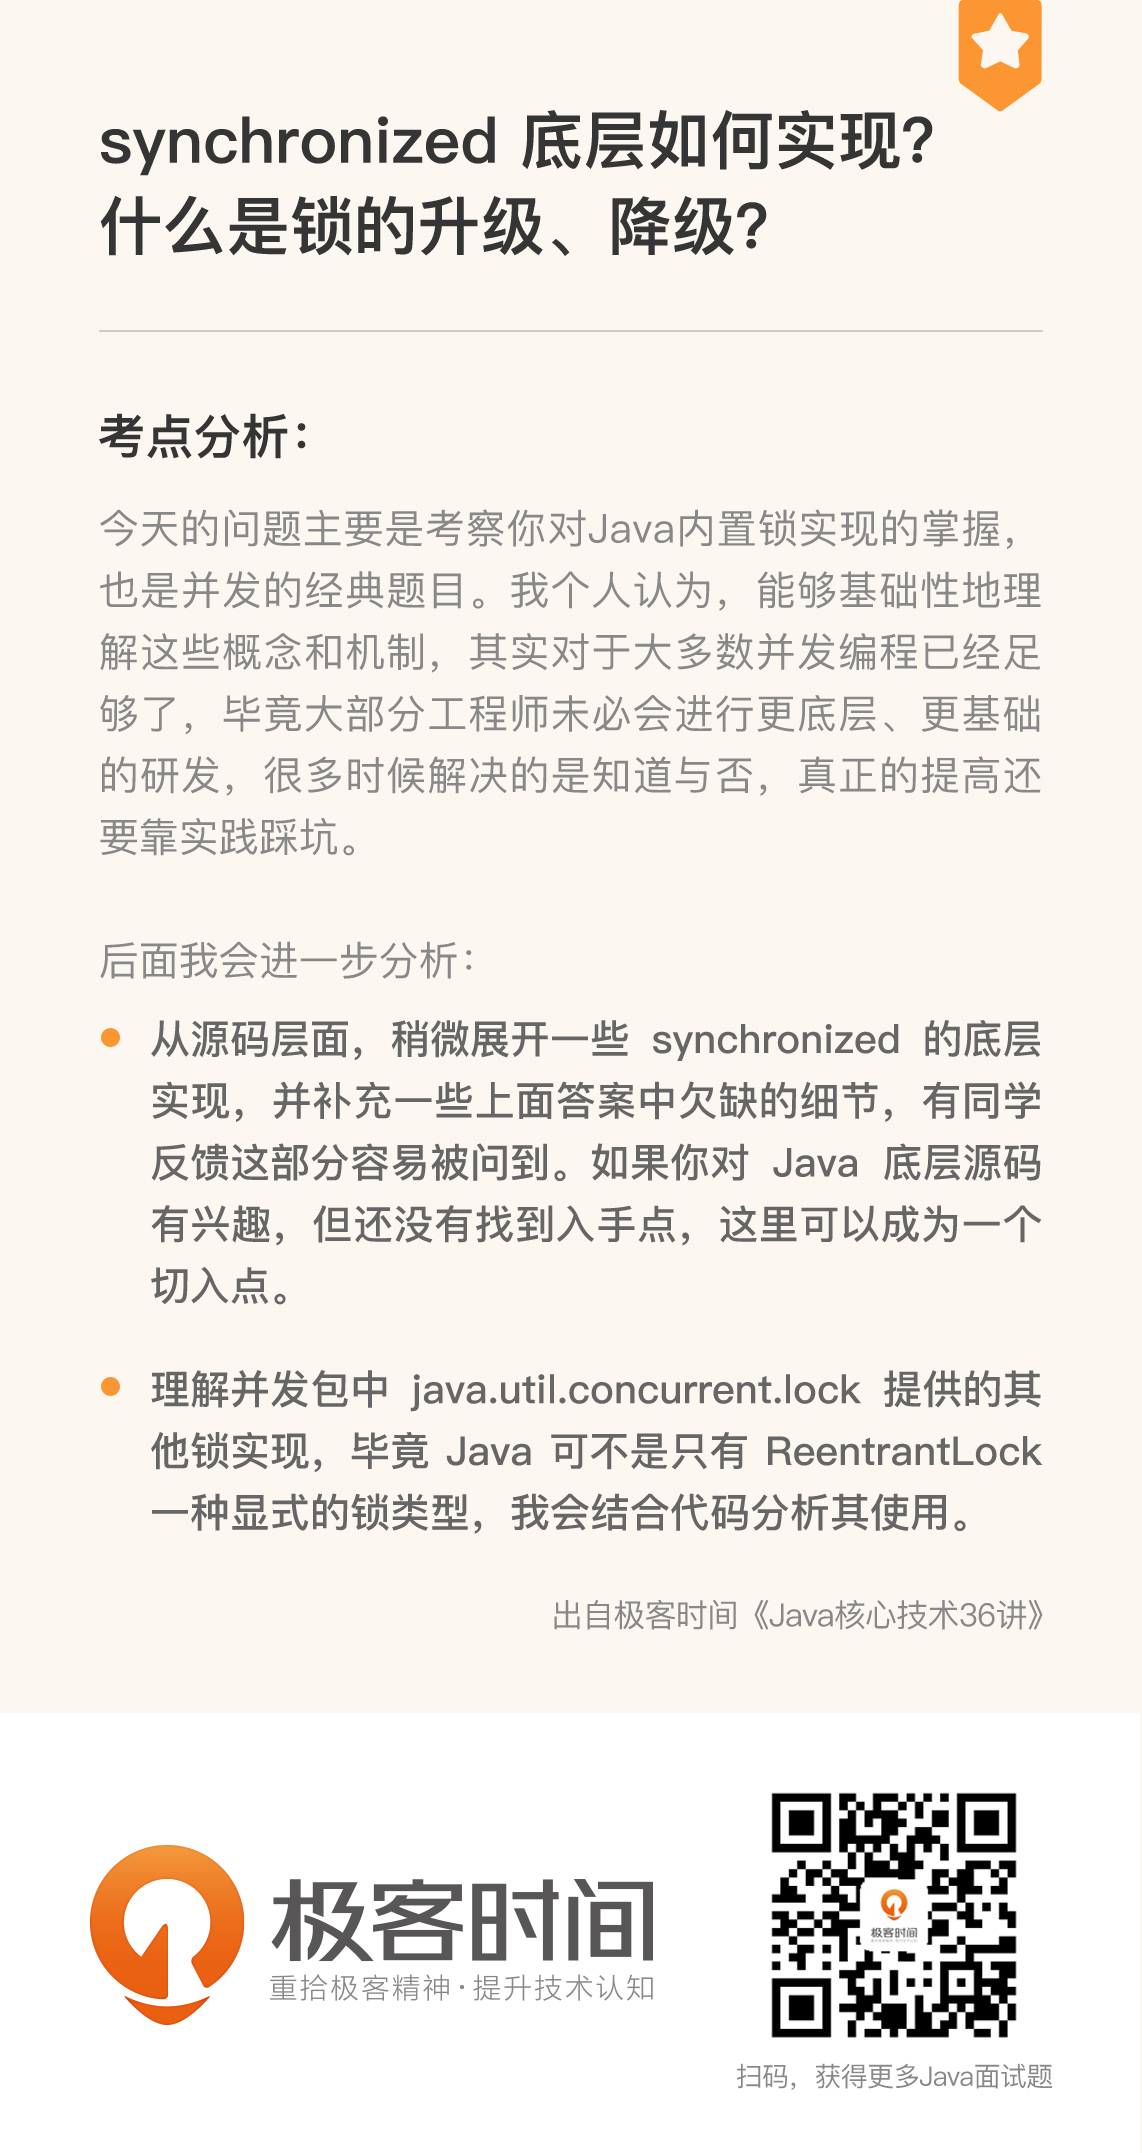 synchronized 底层如何实现?
什么是锁的升级、降级?
考点分析：
今天的问题主要是考察你对Java内置锁实现的掌握，
也是并发的经典题目。我个人认为，能够基础性地理
解这些概念和机制，其实对于大多数并发编程已经足
够了，毕竟大部分工程师未必会进行更底层、更基础
的研发，很多时候解决的是知道与否，真正的提高还
要靠实践踩坑。
后面我会进一步分析：
从源码层面，稍微展开一些 synchronized 的底层
实现，并补充一些上面答案中欠缺的细节，有同学
反馈这部分容易被问到。如果你对 Java 底层源码
有兴趣，但还没有找到入手点，这里可以成为一个
切入点。
理解并发包中 java.util.concurrent.lock 提供的其
他锁实现，毕竟 Java 可不是只有 ReentrantLock
一种显式的锁类型，我会结合代码分析其使用。
出自极客时间《Java核心技术36讲》
极客时间
重拾极客精神·提升技术认知
极客时间
扫码，获得更多Java面试题